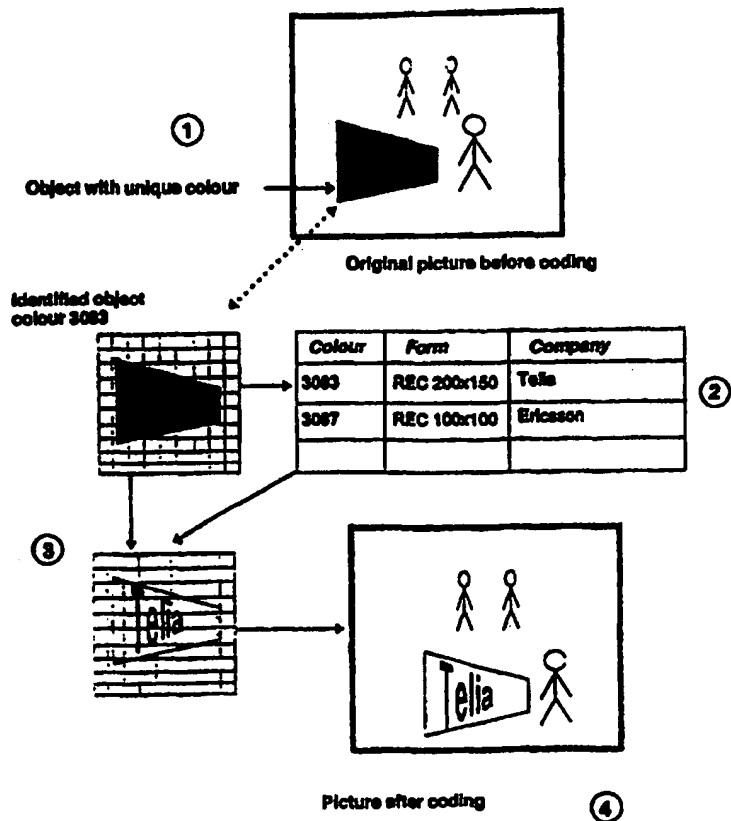 1
Object with unique colour
Original picture before coding
Identified object
colour 3083
Colour Form Company
3083 REC 200x150 Telia
3087 REC 100x100 Ericsson
2
3
Telia
Telia
Picture after coding
4